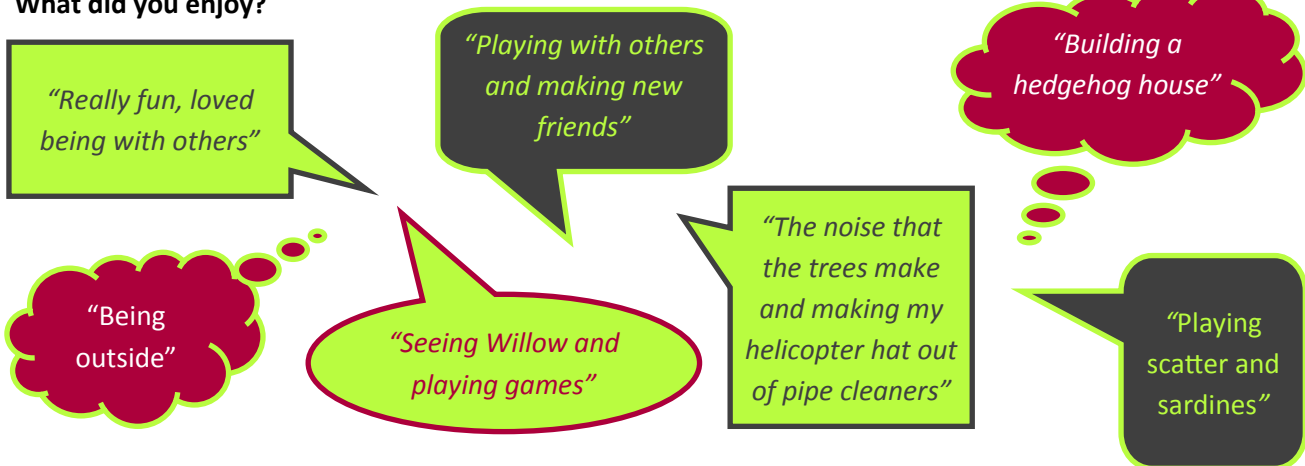 What did you enjoy?
“Really fun, loved
being with others”
“Playing with others
and making new
friends”
“Building a
hedgehog house”
“Being
outside”
“Seeing Willow and
playing games”
“The noise that
the trees make
and making my
helicopter hat out
of pipe cleaners”
“Playing
scatter and
sardines”